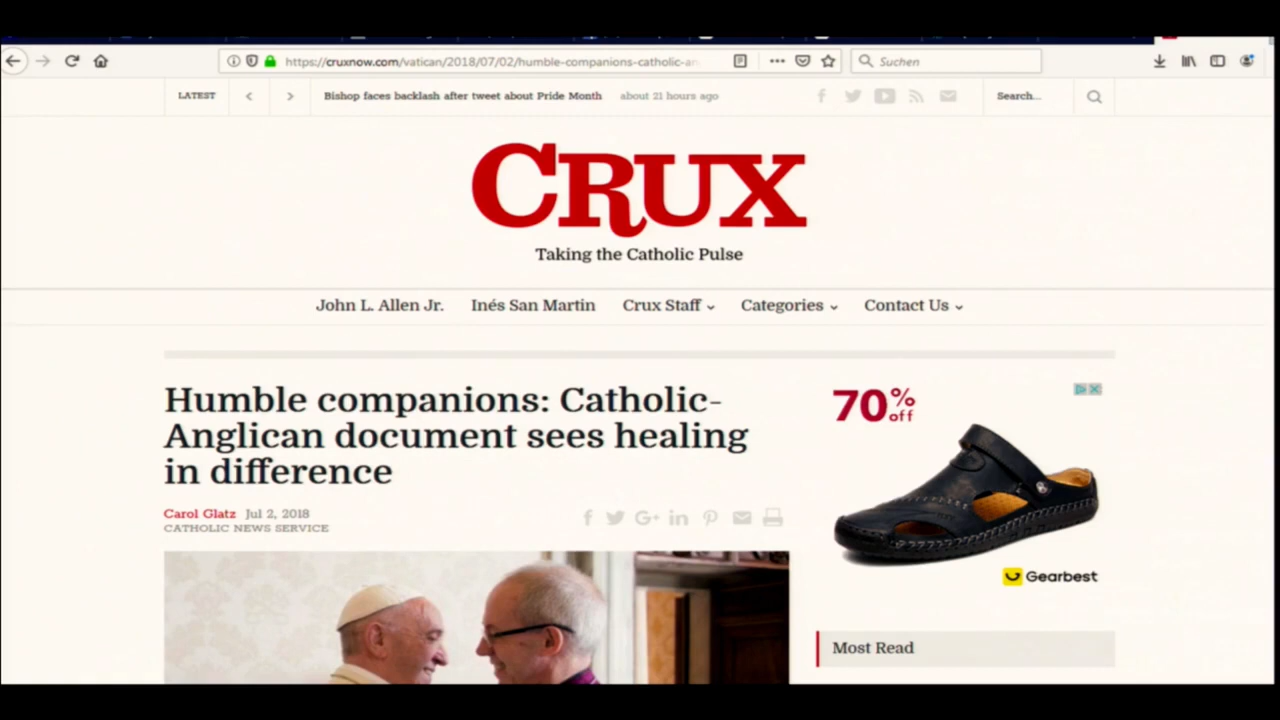 https://cruxnow.com/vatican/2018/07/02/humble-companions-catholic-an
Suchen
LATEST
Bishop faces backlash after tweet about Pride Month about 21 hours ago
Search...
CRUX
Taking the Catholic Pulse
John L. Allen Jr. Inés San Martin Crux Staff Categories Contact Us
Humble companions: Catholic-
Anglican document sees healing
in difference
Carol Glatz Jul 2, 2018
CATHOLIC NEWS SERVICE
70% off
Gearbest
Most Read